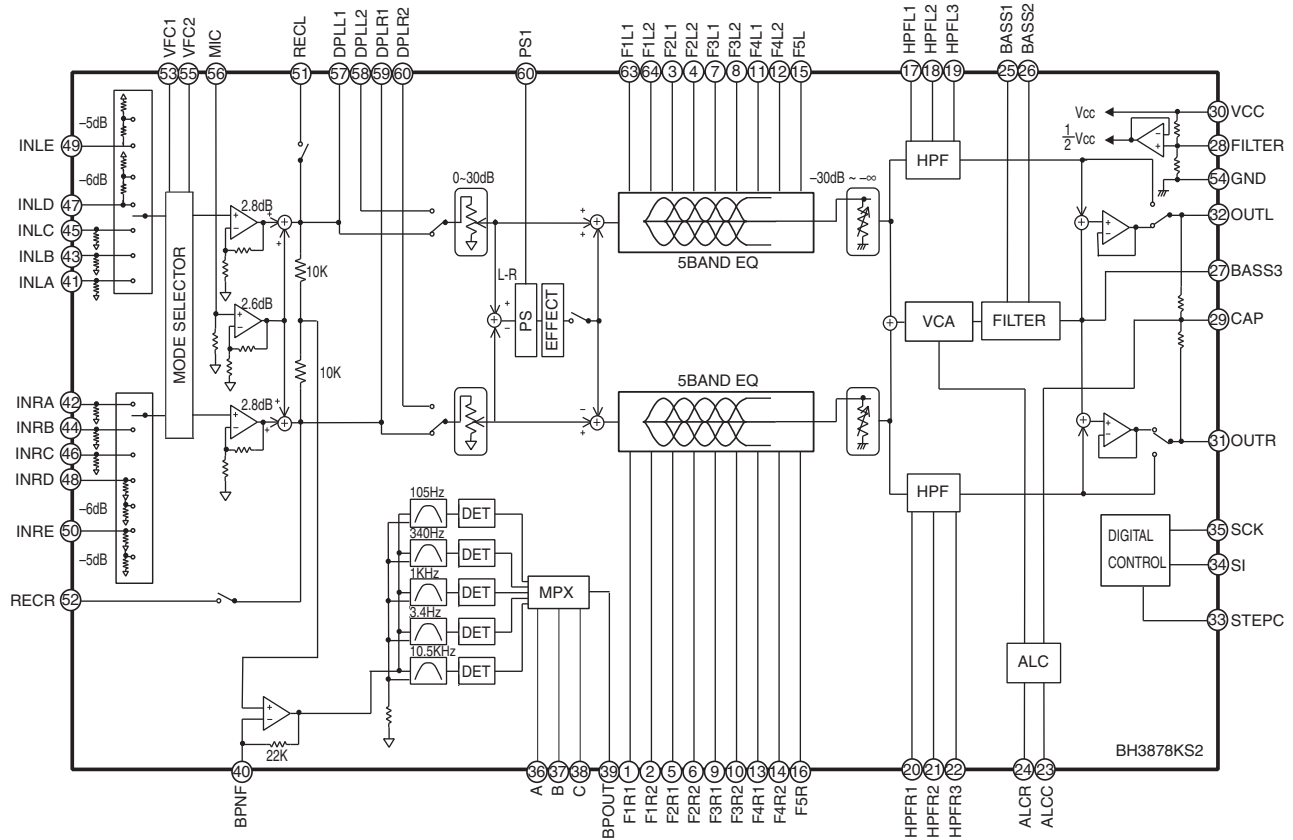 VFC1
VFC2
MIC
RECL
DPLL1
DPLL2
DPLR1
DPLR2
PS1
F1L1
F1L2
F2L1
F2L2
F3L1
F3L2
F4L1
F4L2
F5L
HPFL1
HPFL2
HPFL3
BASS1
BASS2
53
55
56
51
57
58
59
60
60
63
64
3
4
7
8
11
12
15
17
18
19
25
26
INLE 49
INLD 47
INLC 45
INLB 43
INLA 41
INRA 42
INRB 44
INRC 46
INRD 48
INRE 50
RECR 52
–5dB
–6dB
–6dB
–5dB
MODE SELECTOR
2.8dB
+
–
+
+
2.6dB
+
–
2.8dB
+
–
+
+
10K
10K
0~30dB
L-R
+
–
PS
EFFECT
+
+
–
+
5BAND EQ
5BAND EQ
–30dB ~ –∞
HPF
VCA
FILTER
HPF
Vcc
1/2 Vcc
–
+
+
–
+
–
30 VCC
28 FILTER
54 GND
32 OUTL
27 BASS3
29 CAP
31 OUTR
35 SCK
34 SI
33 STEPC
DIGITAL
CONTROL
ALC
105Hz
DET
340Hz
DET
1KHz
DET
3.4Hz
DET
10.5KHz
DET
MPX
+
–
22K
BH3878KS2
40
36
37
38
39
1
2
5
6
9
10
13
14
16
20
21
22
24
23
BPNF
A
B
C
BPOUT
F1R1
F1R2
F2R1
F2R2
F3R1
F3R2
F4R1
F4R2
F5R
HPFR1
HPFR2
HPFR3
ALCR
ALCC